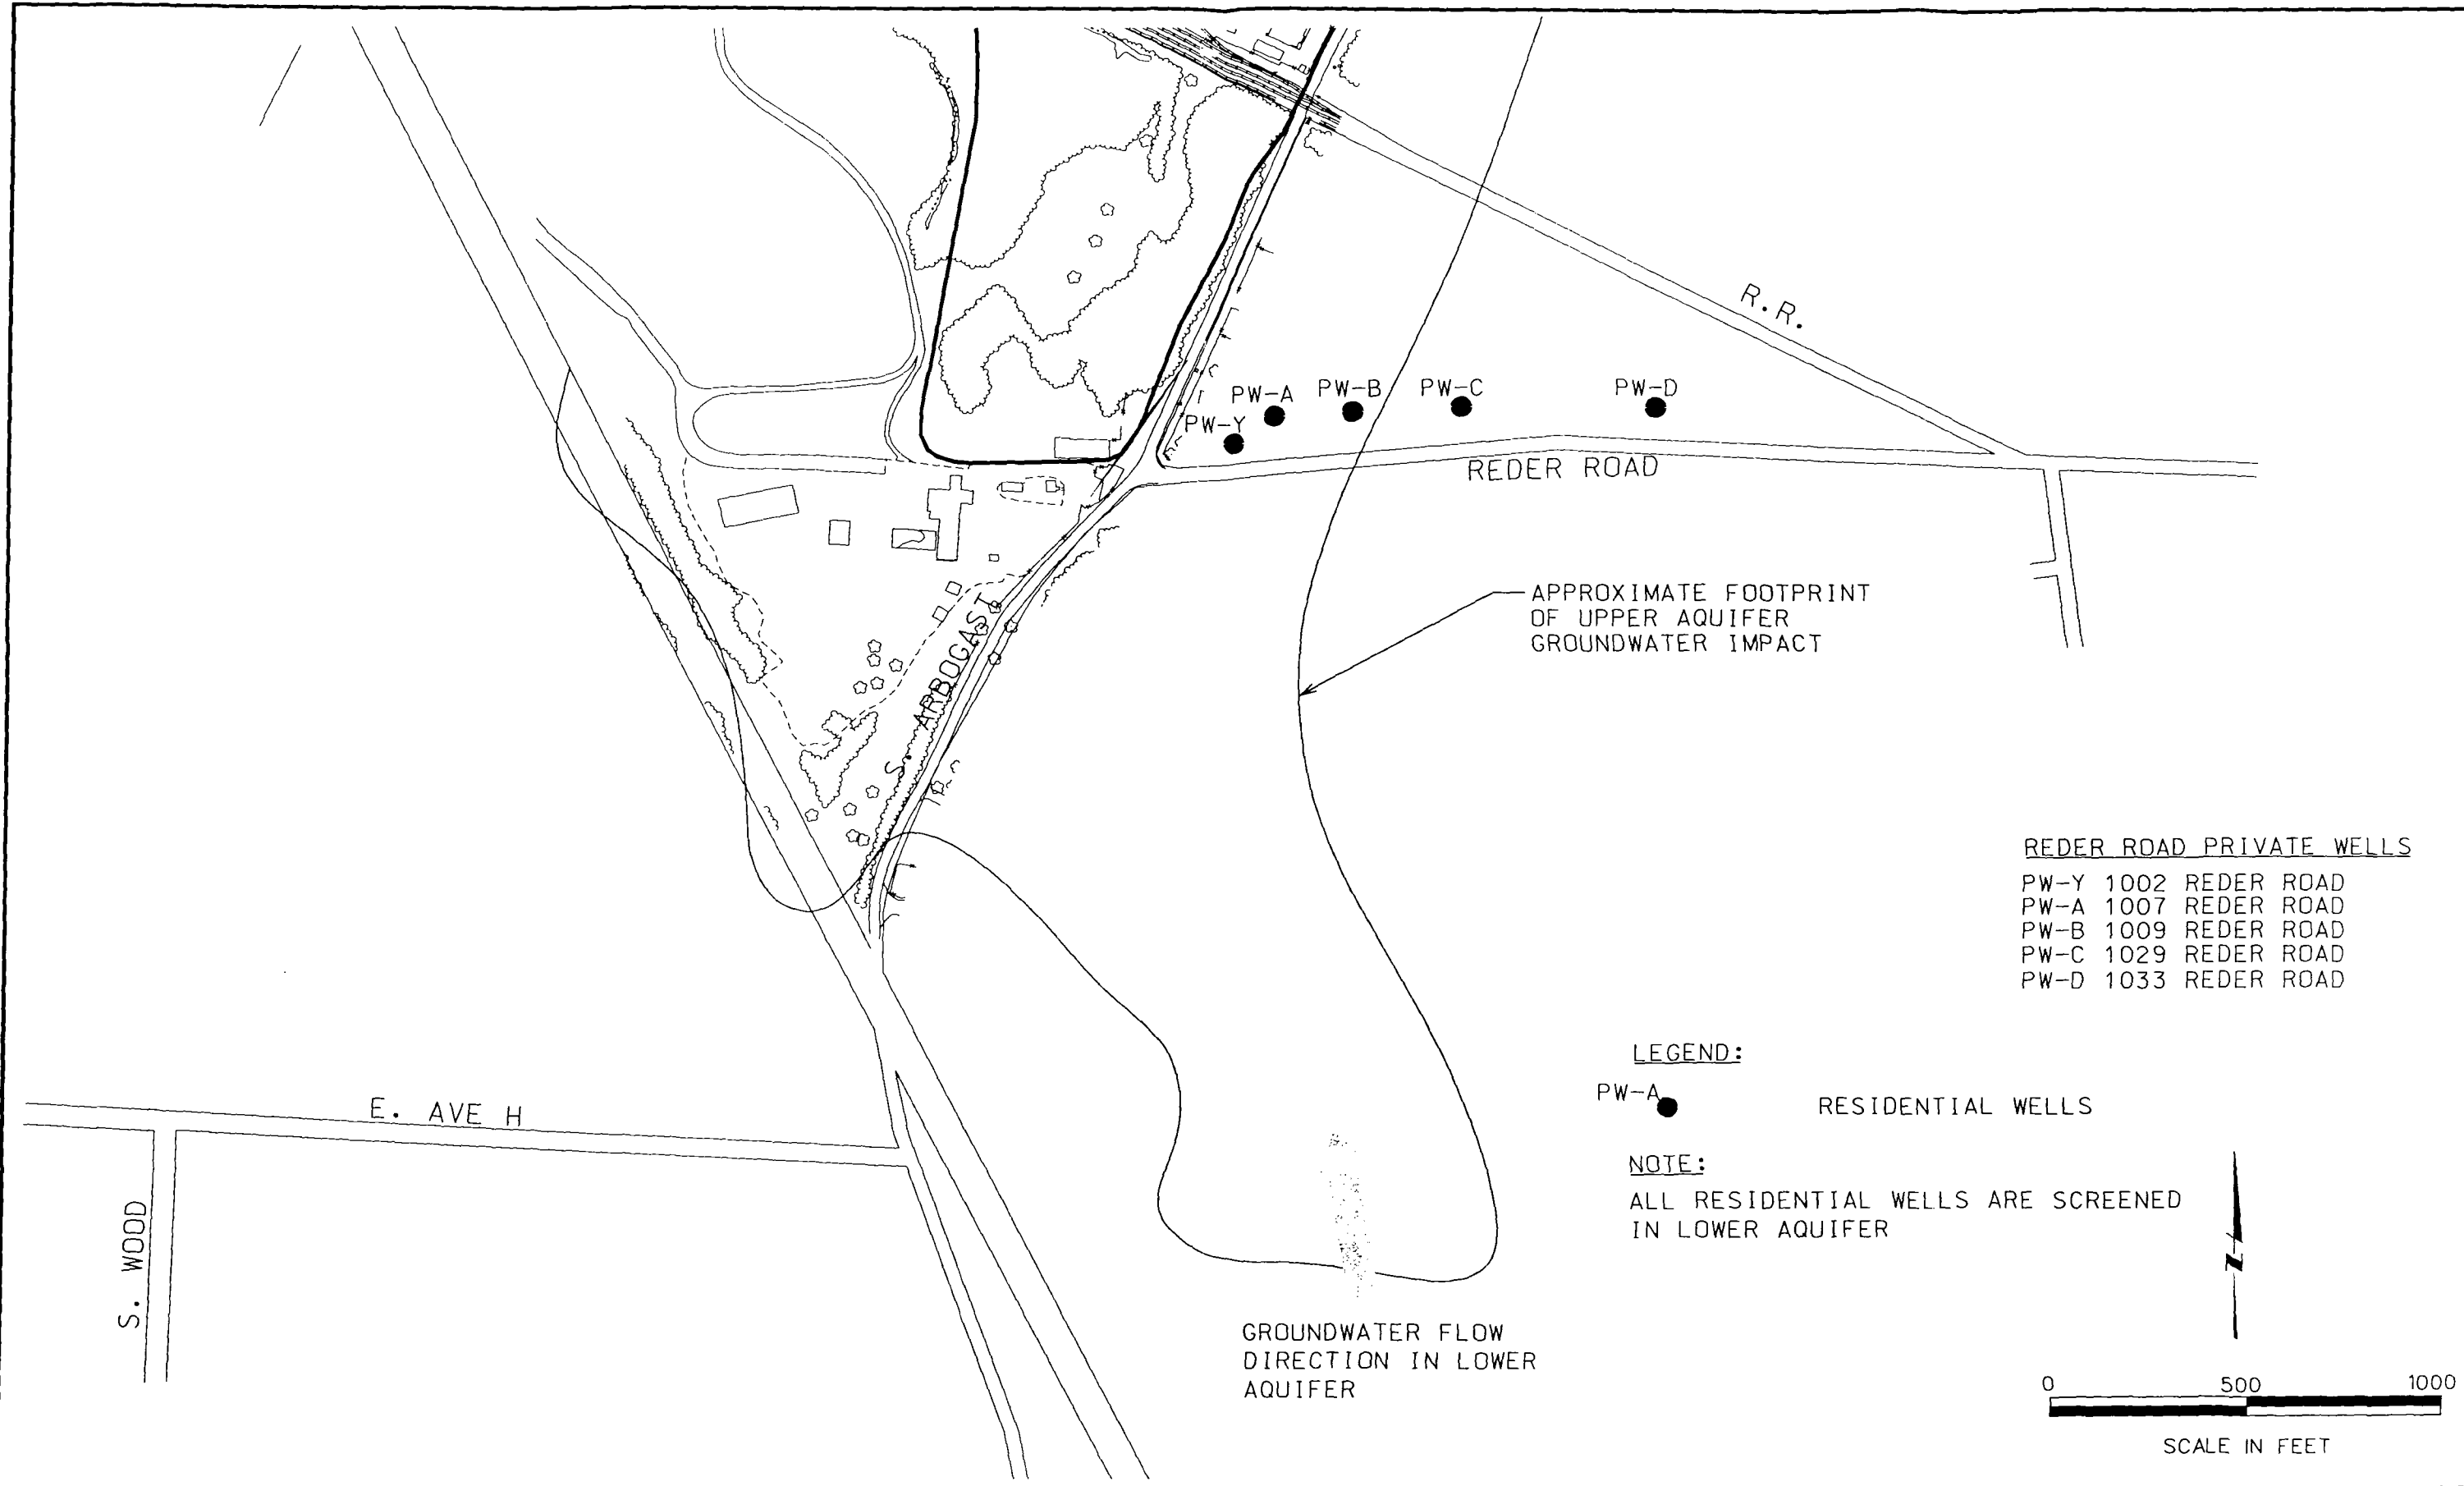 R.R.
PW-A
PW-B
PW-C
PW-D
PW-Y
REDER ROAD
S. ARBOGAST
APPROXIMATE FOOTPRINT
OF UPPER AQUIFER
GROUNDWATER IMPACT
REDER ROAD PRIVATE WELLS
PW-Y 1002 REDER ROAD
PW-A 1007 REDER ROAD
PW-B 1009 REDER ROAD
PW-C 1029 REDER ROAD
PW-D 1033 REDER ROAD
LEGEND:
PW-A
RESIDENTIAL WELLS
E. AVE H
NOTE:
ALL RESIDENTIAL WELLS ARE SCREENED
IN LOWER AQUIFER
S. WOOD
N
GROUNDWATER FLOW
DIRECTION IN LOWER
AQUIFER
0 500 1000
SCALE IN FEET